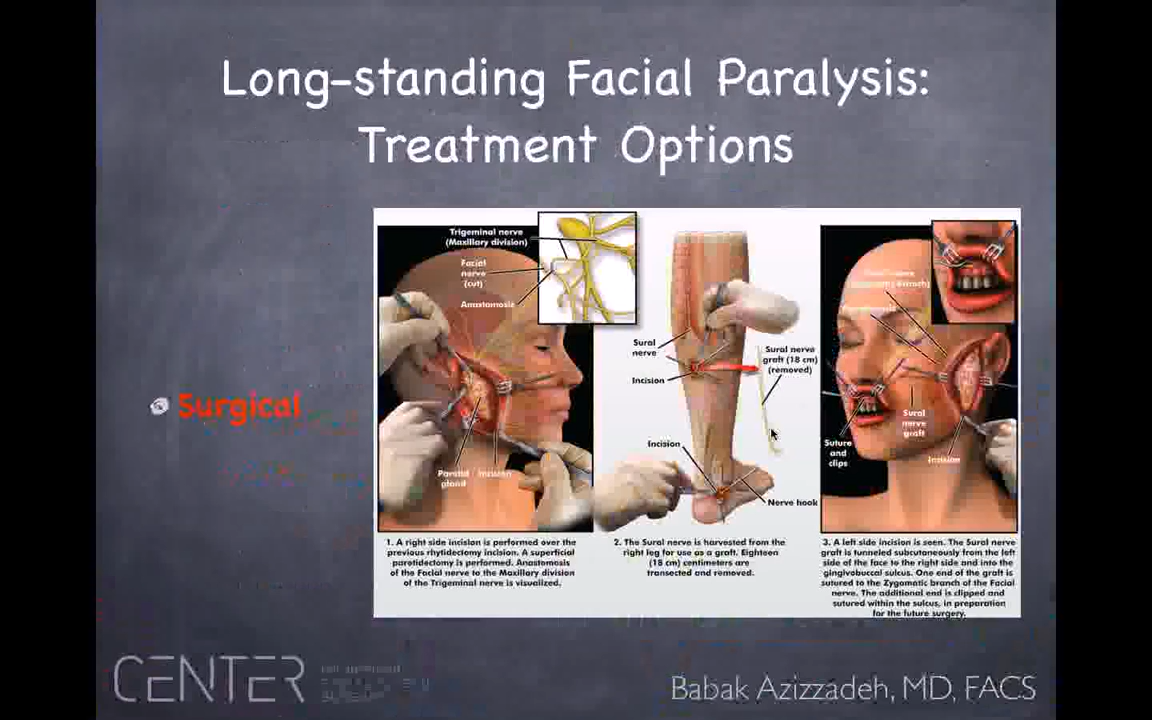 Long-standing Facial Paralysis:
Treatment Options
Surgical
Trigeminal nerve
(Maxillary division)
Facial
nerve
(cut)
Anastomosis
Parotid
gland
Incision
1. A right side incision is performed over the
previous rhytidectomy incision. A superficial
parotidectomy is performed. Anastomosis
of the Facial nerve to the Maxillary division
of the Trigeminal nerve is visualized.
Sural
nerve
Incision
Sural nerve
graft (18 cm)
(removed)
Incision
Nerve hook
2. The Sural nerve is harvested from the
right leg for use as a graft. Eighteen
(18 cm) centimeters are
transected and removed.
Suture
and
clips
Sural
nerve
graft
Incision
3. A left side incision is seen. The Sural nerve
graft is tunneled subcutaneously from the left
side of the face to the right side and into the
gingivobuccal sulcus. One end of the graft is
sutured to the Zygomatic branch of the Facial
nerve. The additional end is clipped and
sutured within the sulcus, in preparation
for the future surgery.
CENTER
Babak Azizzadeh, MD, FACS